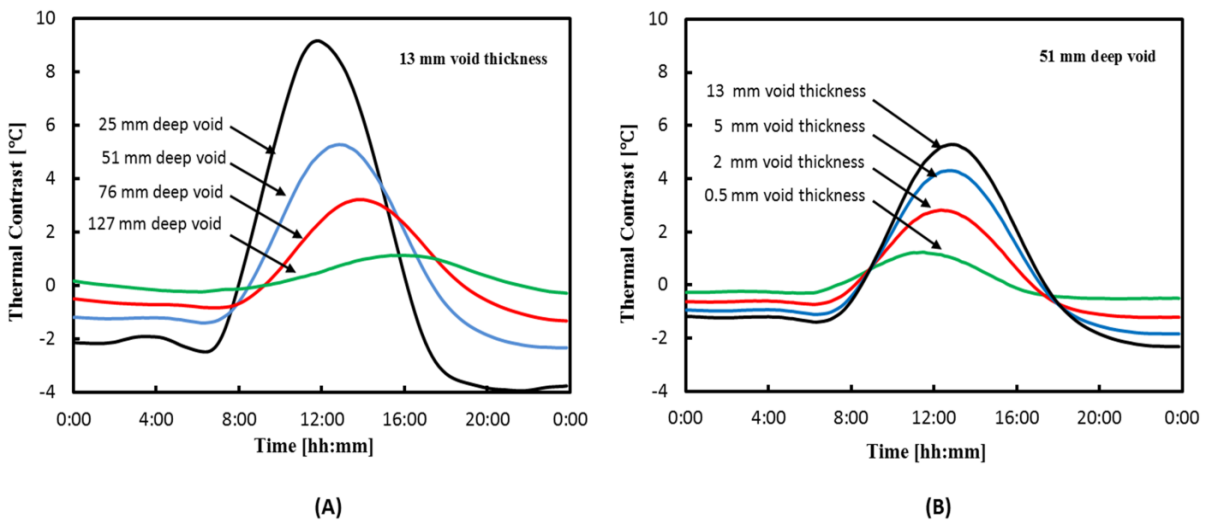 10
8
6
4
2
0
-2
-4
Thermal Contrast [°C]
13 mm void thickness
25 mm deep void
51 mm deep void
76 mm deep void
127 mm deep void
0:00 4:00 8:00 12:00 16:00 20:00 0:00
Time [hh:mm]
(A)
10
8
6
4
2
0
-2
-4
Thermal Contrast [°C]
51 mm deep void
13 mm void thickness
5 mm void thickness
2 mm void thickness
0.5 mm void thickness
0:00 4:00 8:00 12:00 16:00 20:00 0:00
Time [hh:mm]
(B)